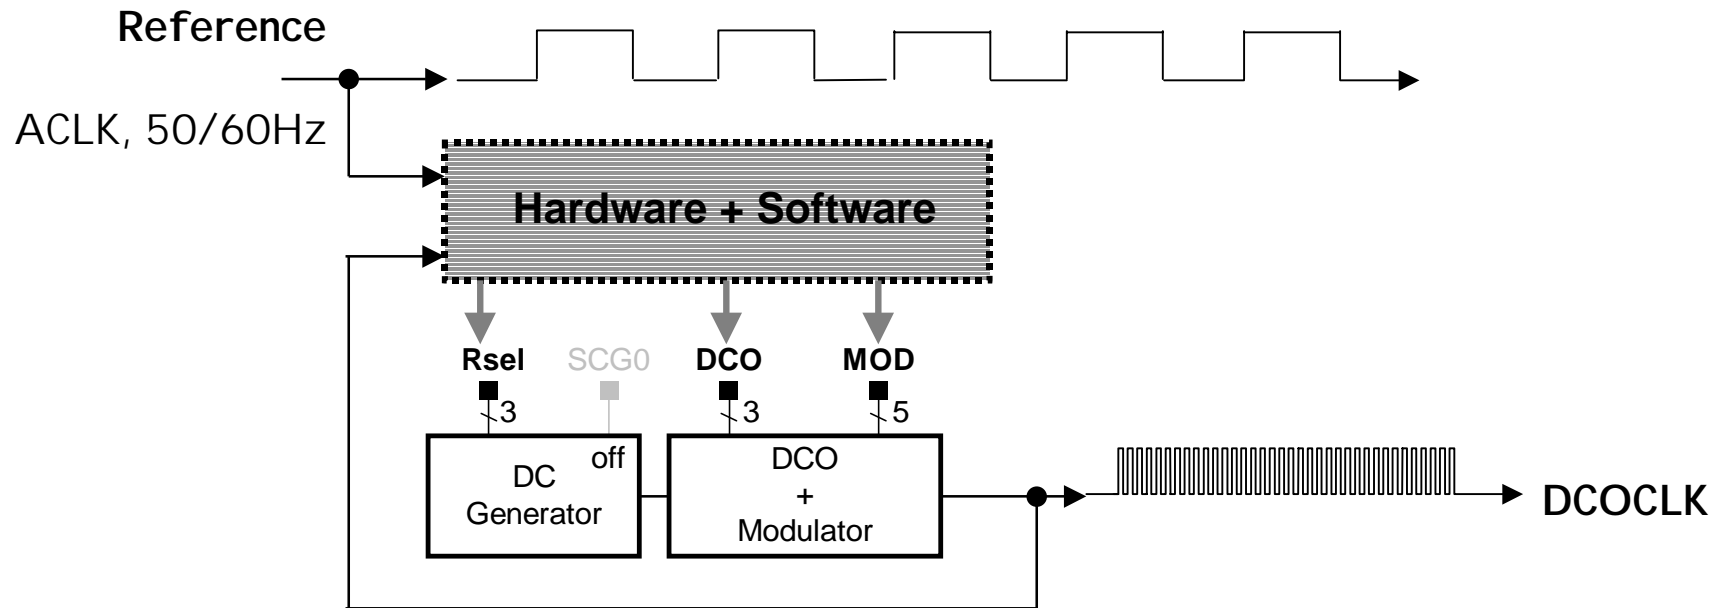 Reference
ACLK, 50/60Hz
Hardware + Software
Rsel SCG0 DCO MOD
3 3 5
off
DC
Generator
DCO
+
Modulator
DCOCLK